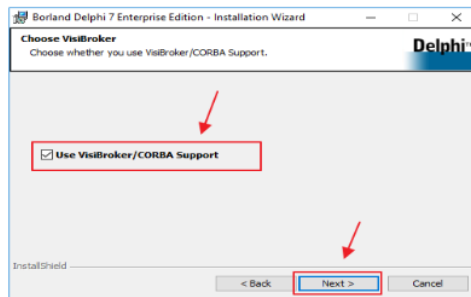 Borland Delphi 7 Enterprise Edition - Installation Wizard
Choose VisiBroker
Choose whether you use VisiBroker/CORBA Support.
Delphi
Use VisiBroker/CORBA Support
InstallShield
< Back Next > Cancel